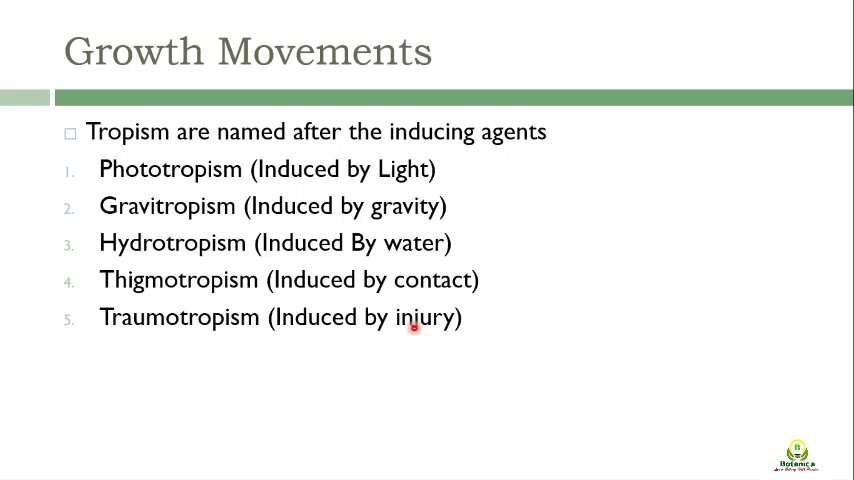 Growth Movements
Tropism are named after the inducing agents
1. Phototropism (Induced by Light)
2. Gravitropism (Induced by gravity)
3. Hydrotropism (Induced By water)
4. Thigmotropism (Induced by contact)
5. Traumotropism (Induced by injury)
B
Botanica